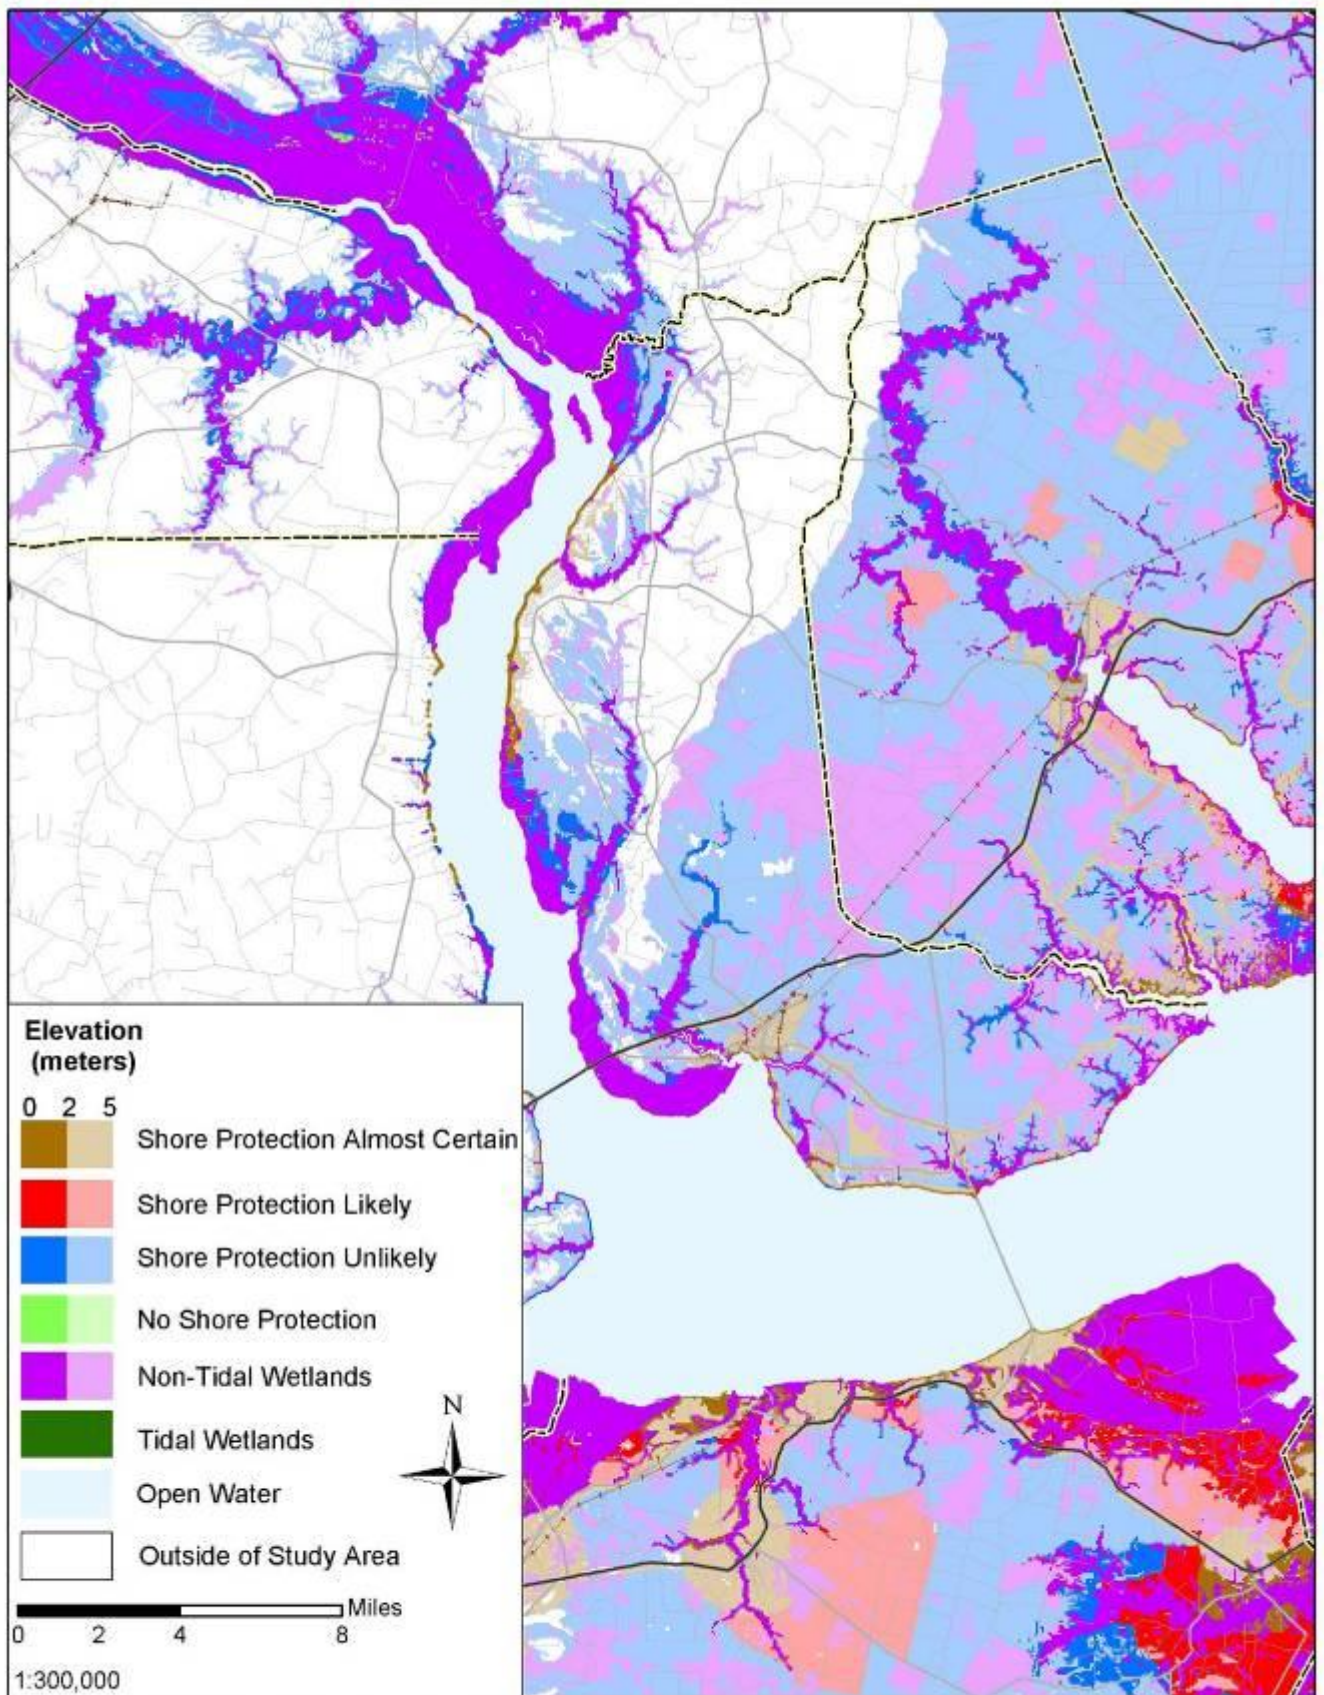 Elevation
(meters)
0 2 5
Shore Protection Almost Certain
Shore Protection Likely
Shore Protection Unlikely
No Shore Protection
Non-Tidal Wetlands
N
Tidal Wetlands
Open Water
Outside of Study Area
Miles
0 2 4 8
1:300,000